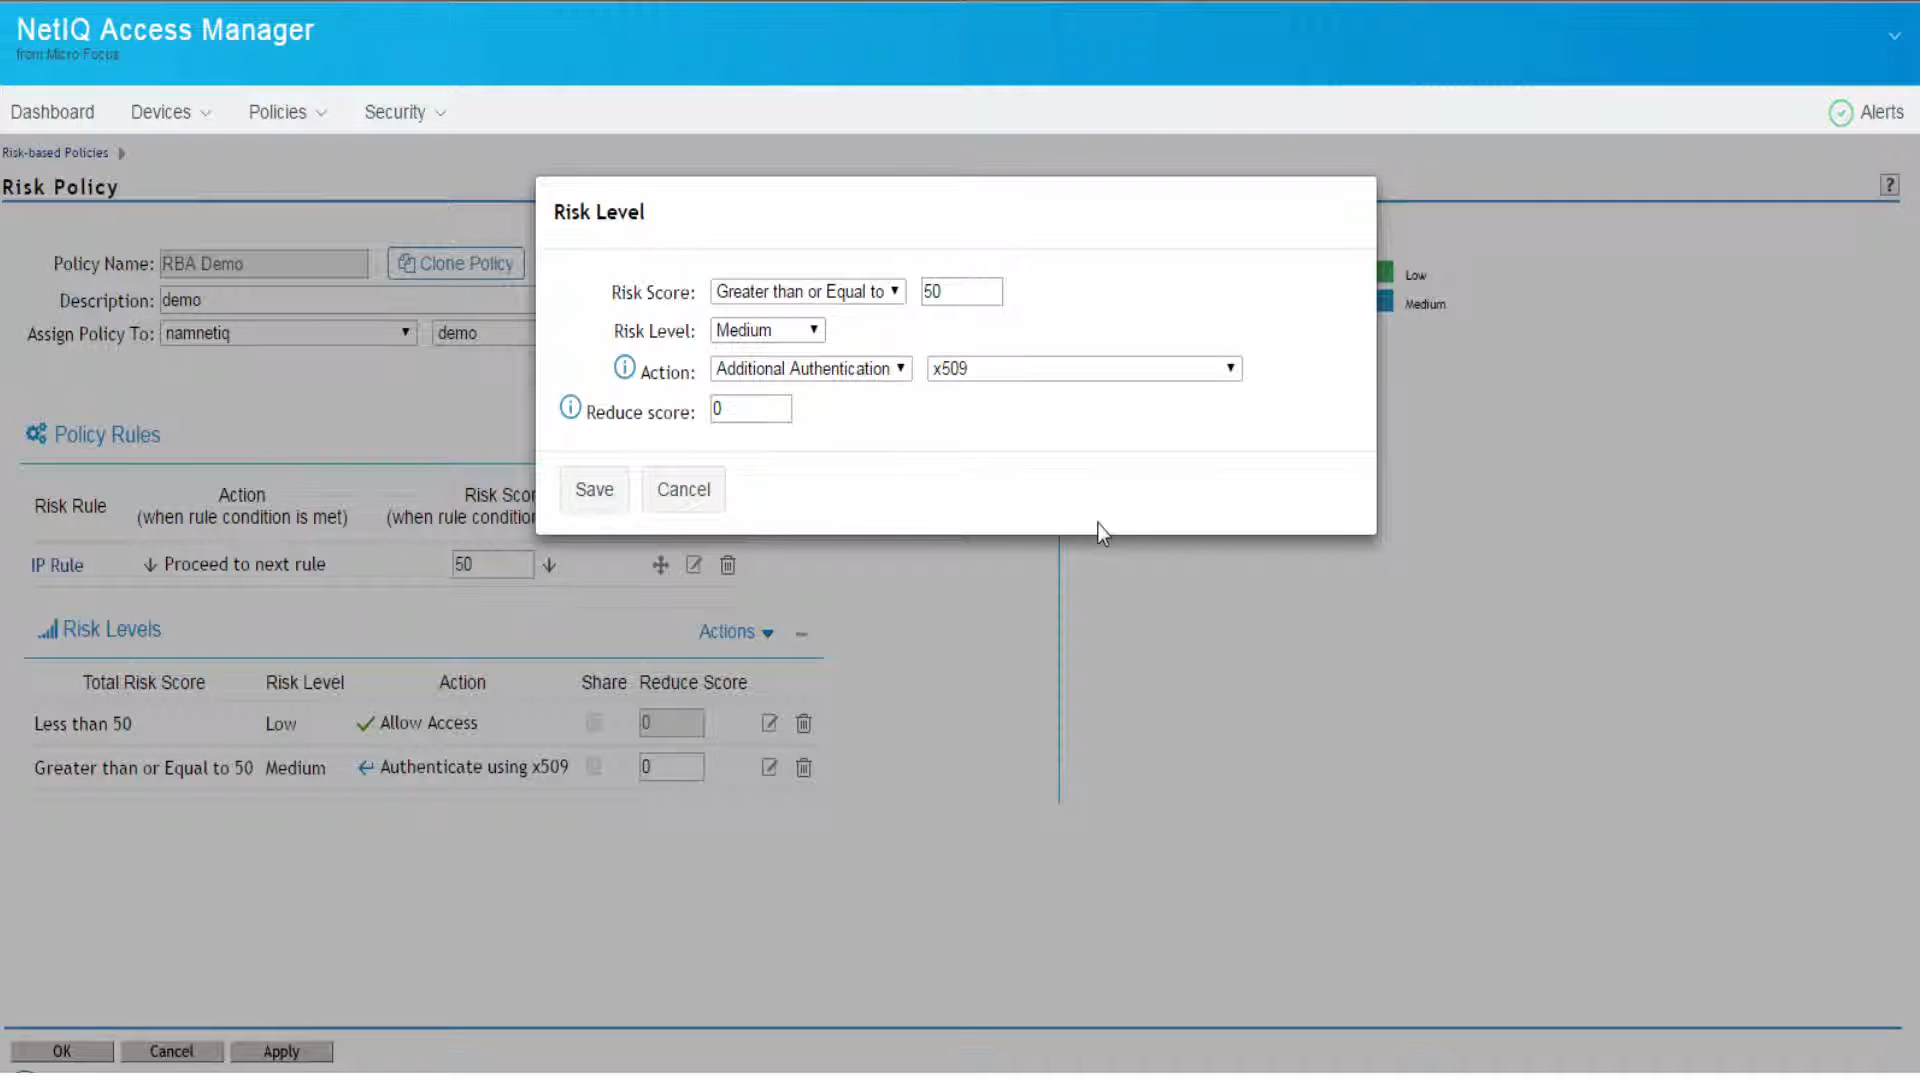 NetIQ Access Manager
from Micro Focus
Dashboard Devices Policies Security Alerts
Risk-based Policies
Risk Policy
?
Policy Name: RBA Demo Clone Policy
Description: demo
Assign Policy To: namnetiq demo
Risk Level
Risk Score: Greater than or Equal to 50
Risk Level: Medium
Action: Additional Authentication x509
Reduce score: 0
Save Cancel
Low
Medium
Policy Rules
Risk Rule Action Risk Scor
(when rule condition is met) (when rule condition
IP Rule Proceed to next rule 50
Risk Levels Actions
Total Risk Score Risk Level Action Share Reduce Score
Less than 50 Low Allow Access 0
Greater than or Equal to 50 Medium Authenticate using x509 0
OK Cancel Apply